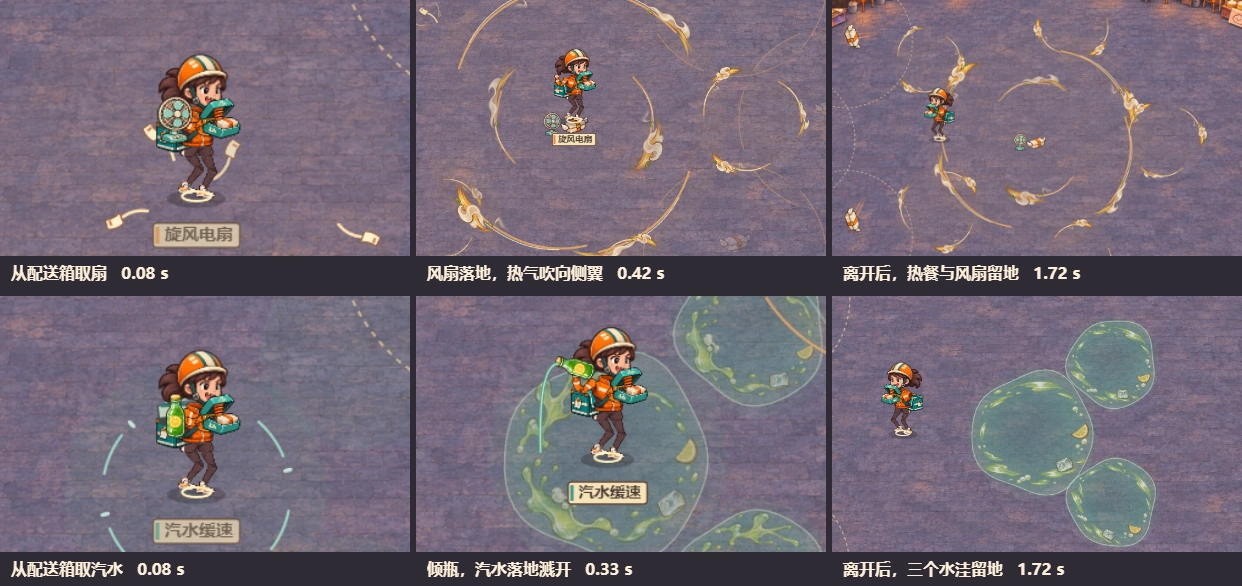 旋风电扇
旋风电扇
从配送箱取扇 0.08 s
风扇落地，热气吹向侧翼 0.42 s
离开后，热餐与风扇留地 1.72 s
汽水缓速
汽水缓速
从配送箱取汽水 0.08 s
倾瓶，汽水落地溅开 0.33 s
离开后，三个水洼留地 1.72 s